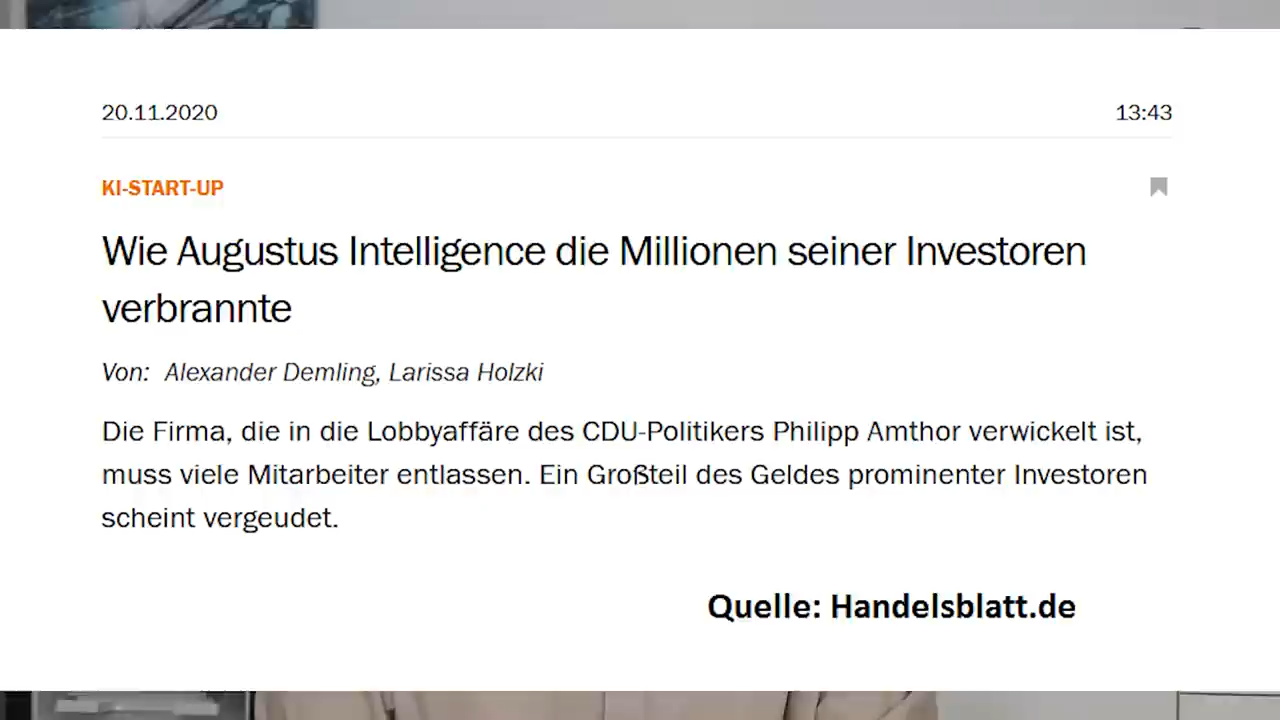 20.11.2020 13:43
KI-START-UP
Wie Augustus Intelligence die Millionen seiner Investoren
verbrannte
Von: Alexander Demling, Larissa Holzki
Die Firma, die in die Lobbyaffäre des CDU-Politikers Philipp Amthor verwickelt ist,
muss viele Mitarbeiter entlassen. Ein Großteil des Geldes prominenter Investoren
scheint vergeudet.
Quelle: Handelsblatt.de